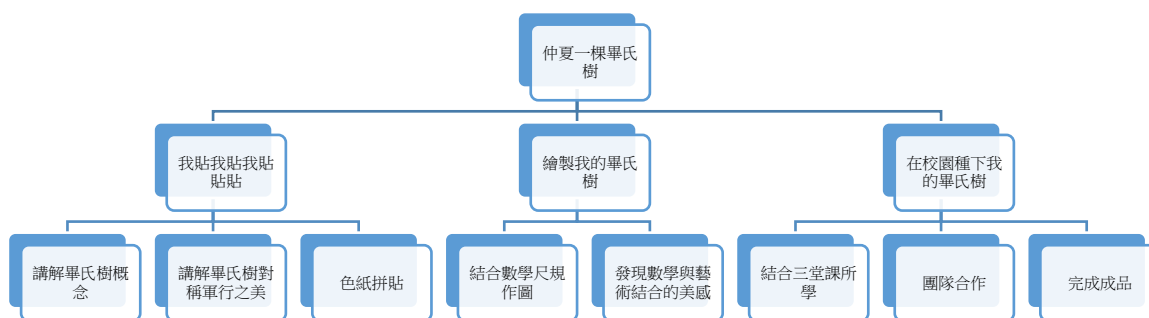 仲夏一棵畢氏
樹
我貼我貼我貼
貼貼
繪製我的畢氏
樹
在校園種下我
的畢氏樹
講解畢氏樹概
念
講解畢氏樹對
稱軍行之美
色紙拼貼
結合數學尺規
作圖
發現數學與藝
術結合的美感
結合三堂課所
學
團隊合作
完成成品